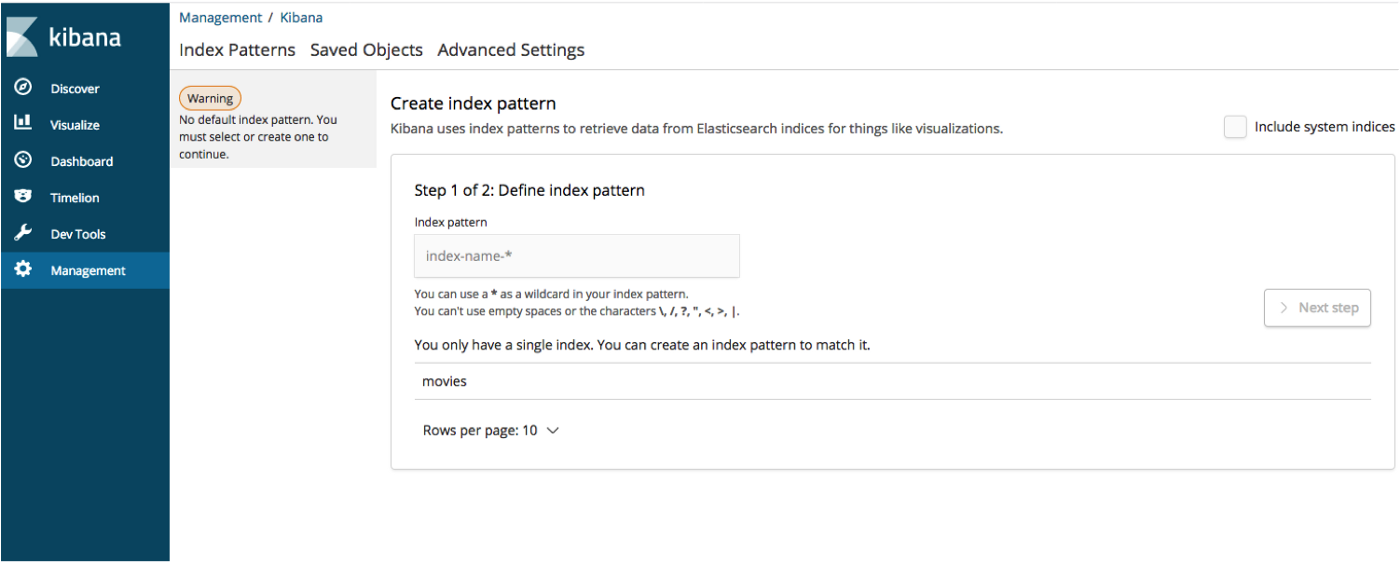 kibana
Discover
Visualize
Dashboard
Timelion
Dev Tools
Management
Management / Kibana
Index Patterns Saved Objects Advanced Settings
Warning
No default index pattern. You
must select or create one to
continue.
Create index pattern
Kibana uses index patterns to retrieve data from Elasticsearch indices for things like visualizations.
Include system indices
Step 1 of 2: Define index pattern
Index pattern
index-name-*
You can use a * as a wildcard in your index pattern.
You can't use empty spaces or the characters \, /, ?, ", <, >, |.
Next step
You only have a single index. You can create an index pattern to match it.
movies
Rows per page: 10